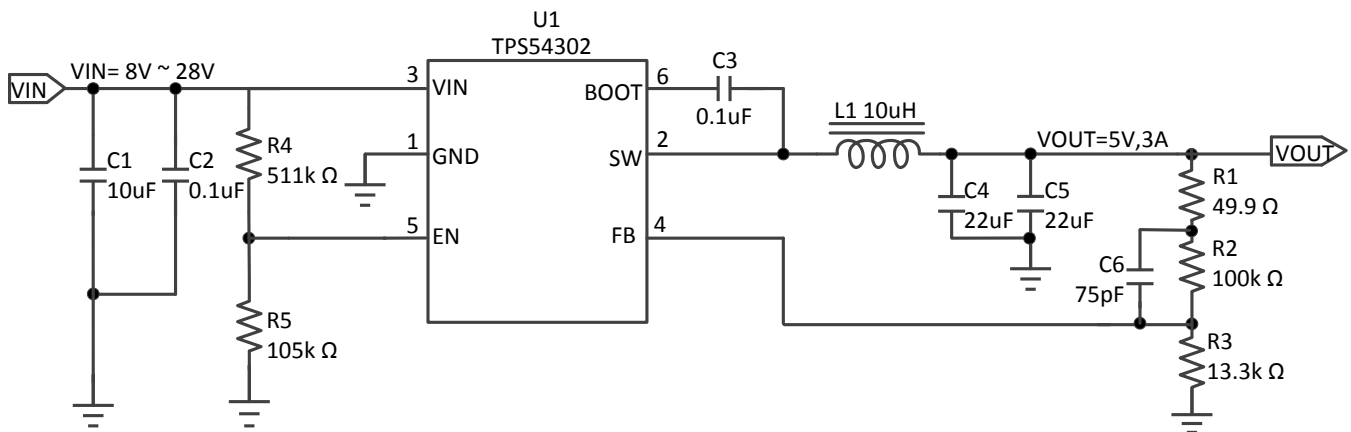 U1
TPS54302
VIN
VIN= 8V ~ 28V
C1
10uF
C2
0.1uF
R4
511k Ω
R5
105k Ω
3
VIN
1
GND
5
EN
BOOT
6
SW
2
FB
4
C3
0.1uF
L1 10uH
VOUT=5V,3A
VOUT
C4
22uF
C5
22uF
R1
49.9 Ω
C6
75pF
R2
100k Ω
R3
13.3k Ω